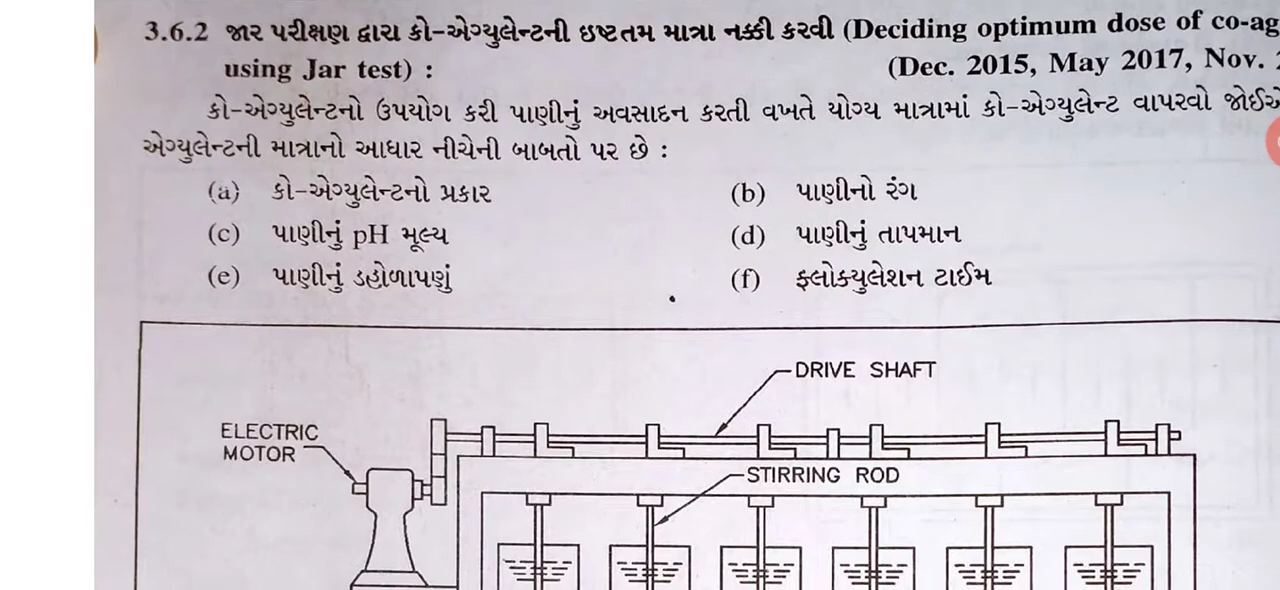 3.6.2 જાર પરીક્ષણ દ્વારા કો-એગ્યુલેન્ટની ઇષ્ટતમ માત્રા નક્કી કરવી (Deciding optimum dose of co-ag
using Jar test) : (Dec. 2015, May 2017, Nov.
કો-એગ્યુલેન્ટનો ઉપયોગ કરી પાણીનું અવસાદન કરતી વખતે યોગ્ય માત્રામાં કો-એગ્યુલેન્ટ વાપરવો જોઈએ
એગ્યુલેન્ટની માત્રાનો આધાર નીચેની બાબતો પર છે :
(a) કો-એગ્યુલેન્ટનો પ્રકાર (b) પાણીનો રંગ
(c) પાણીનું pH મૂલ્ય (d) પાણીનું તાપમાન
(e) પાણીનું ડહોળાપણું (f) ફ્લોક્યુલેશન ટાઈમ
DRIVE SHAFT
ELECTRIC
MOTOR
STIRRING ROD